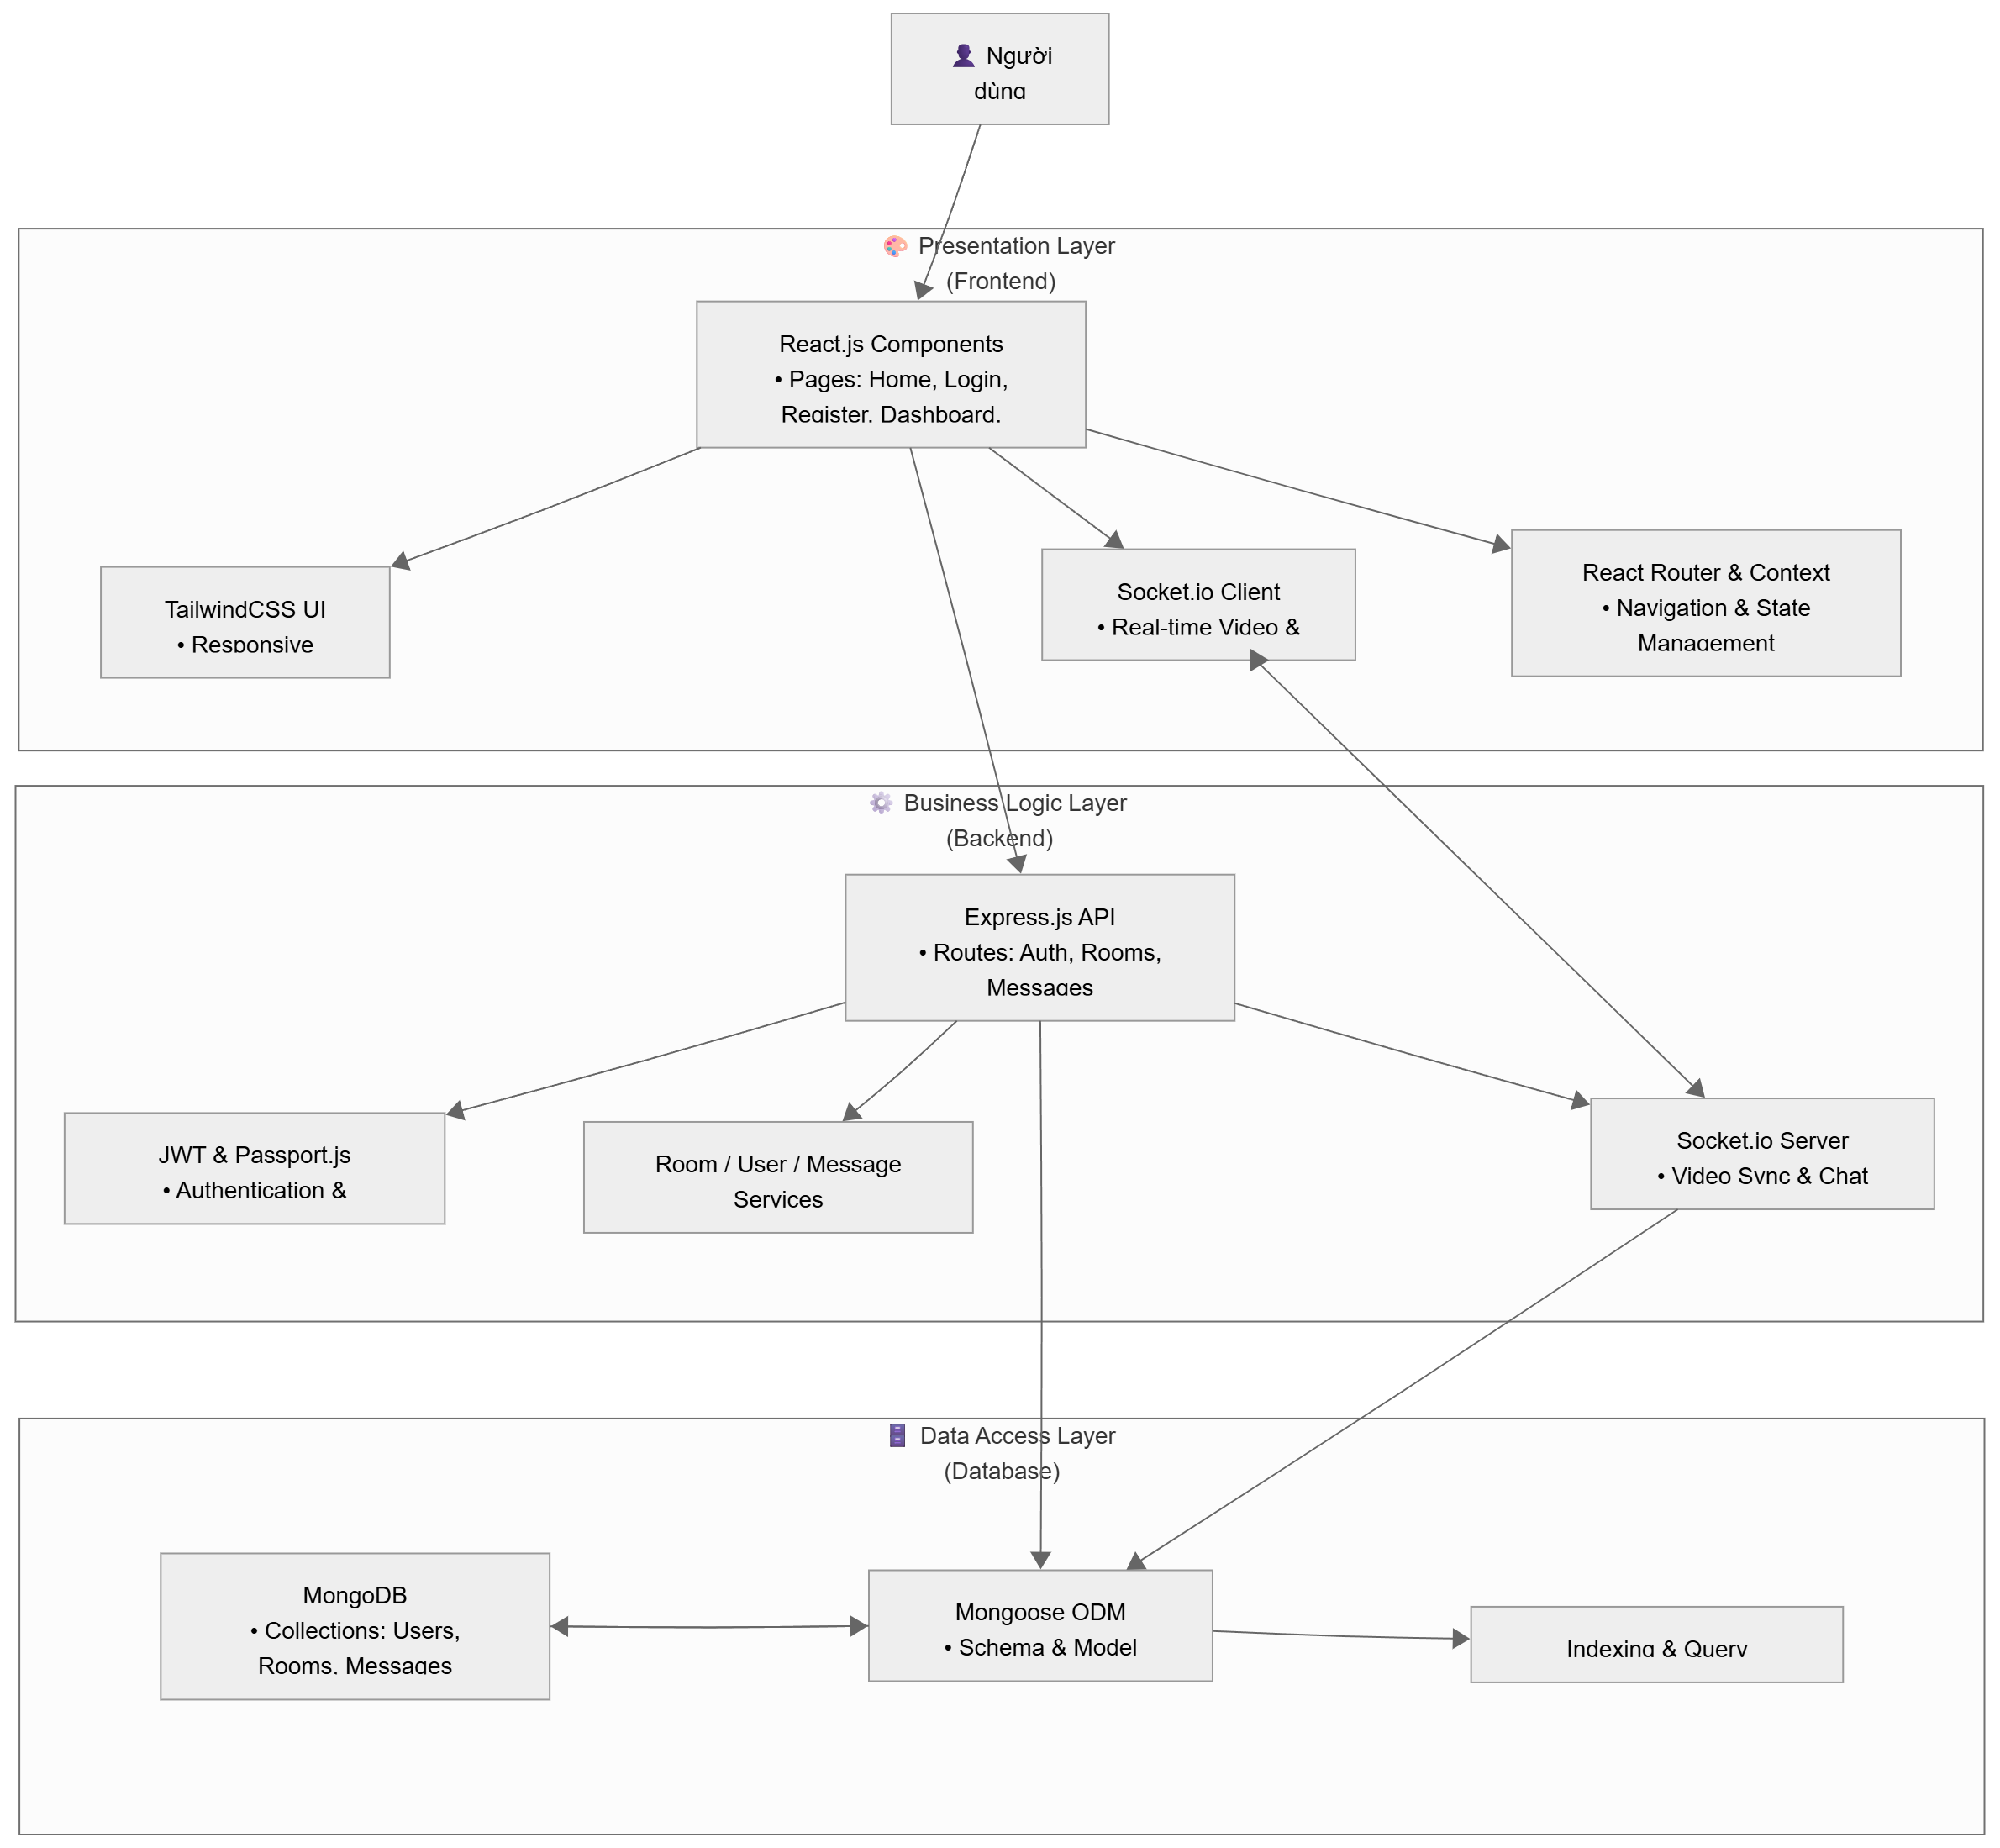 👤 Người
dùng
🎨 Presentation Layer
(Frontend)
React.js Components
• Pages: Home, Login,
Register, Dashboard,
TailwindCSS UI
• Responsive
Socket.io Client
• Real-time Video &
React Router & Context
• Navigation & State
Management
⚙️ Business Logic Layer
(Backend)
Express.js API
• Routes: Auth, Rooms,
Messages
JWT & Passport.js
• Authentication &
Room / User / Message
Services
Socket.io Server
• Video Sync & Chat
🗄️ Data Access Layer
(Database)
MongoDB
• Collections: Users,
Rooms, Messages
Mongoose ODM
• Schema & Model
Indexing & Query